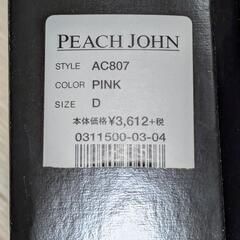 PEACH JOHN
STYLE AC807
COLOR PINK
SIZE D
本体価格¥3,612+税
0311500-03-04